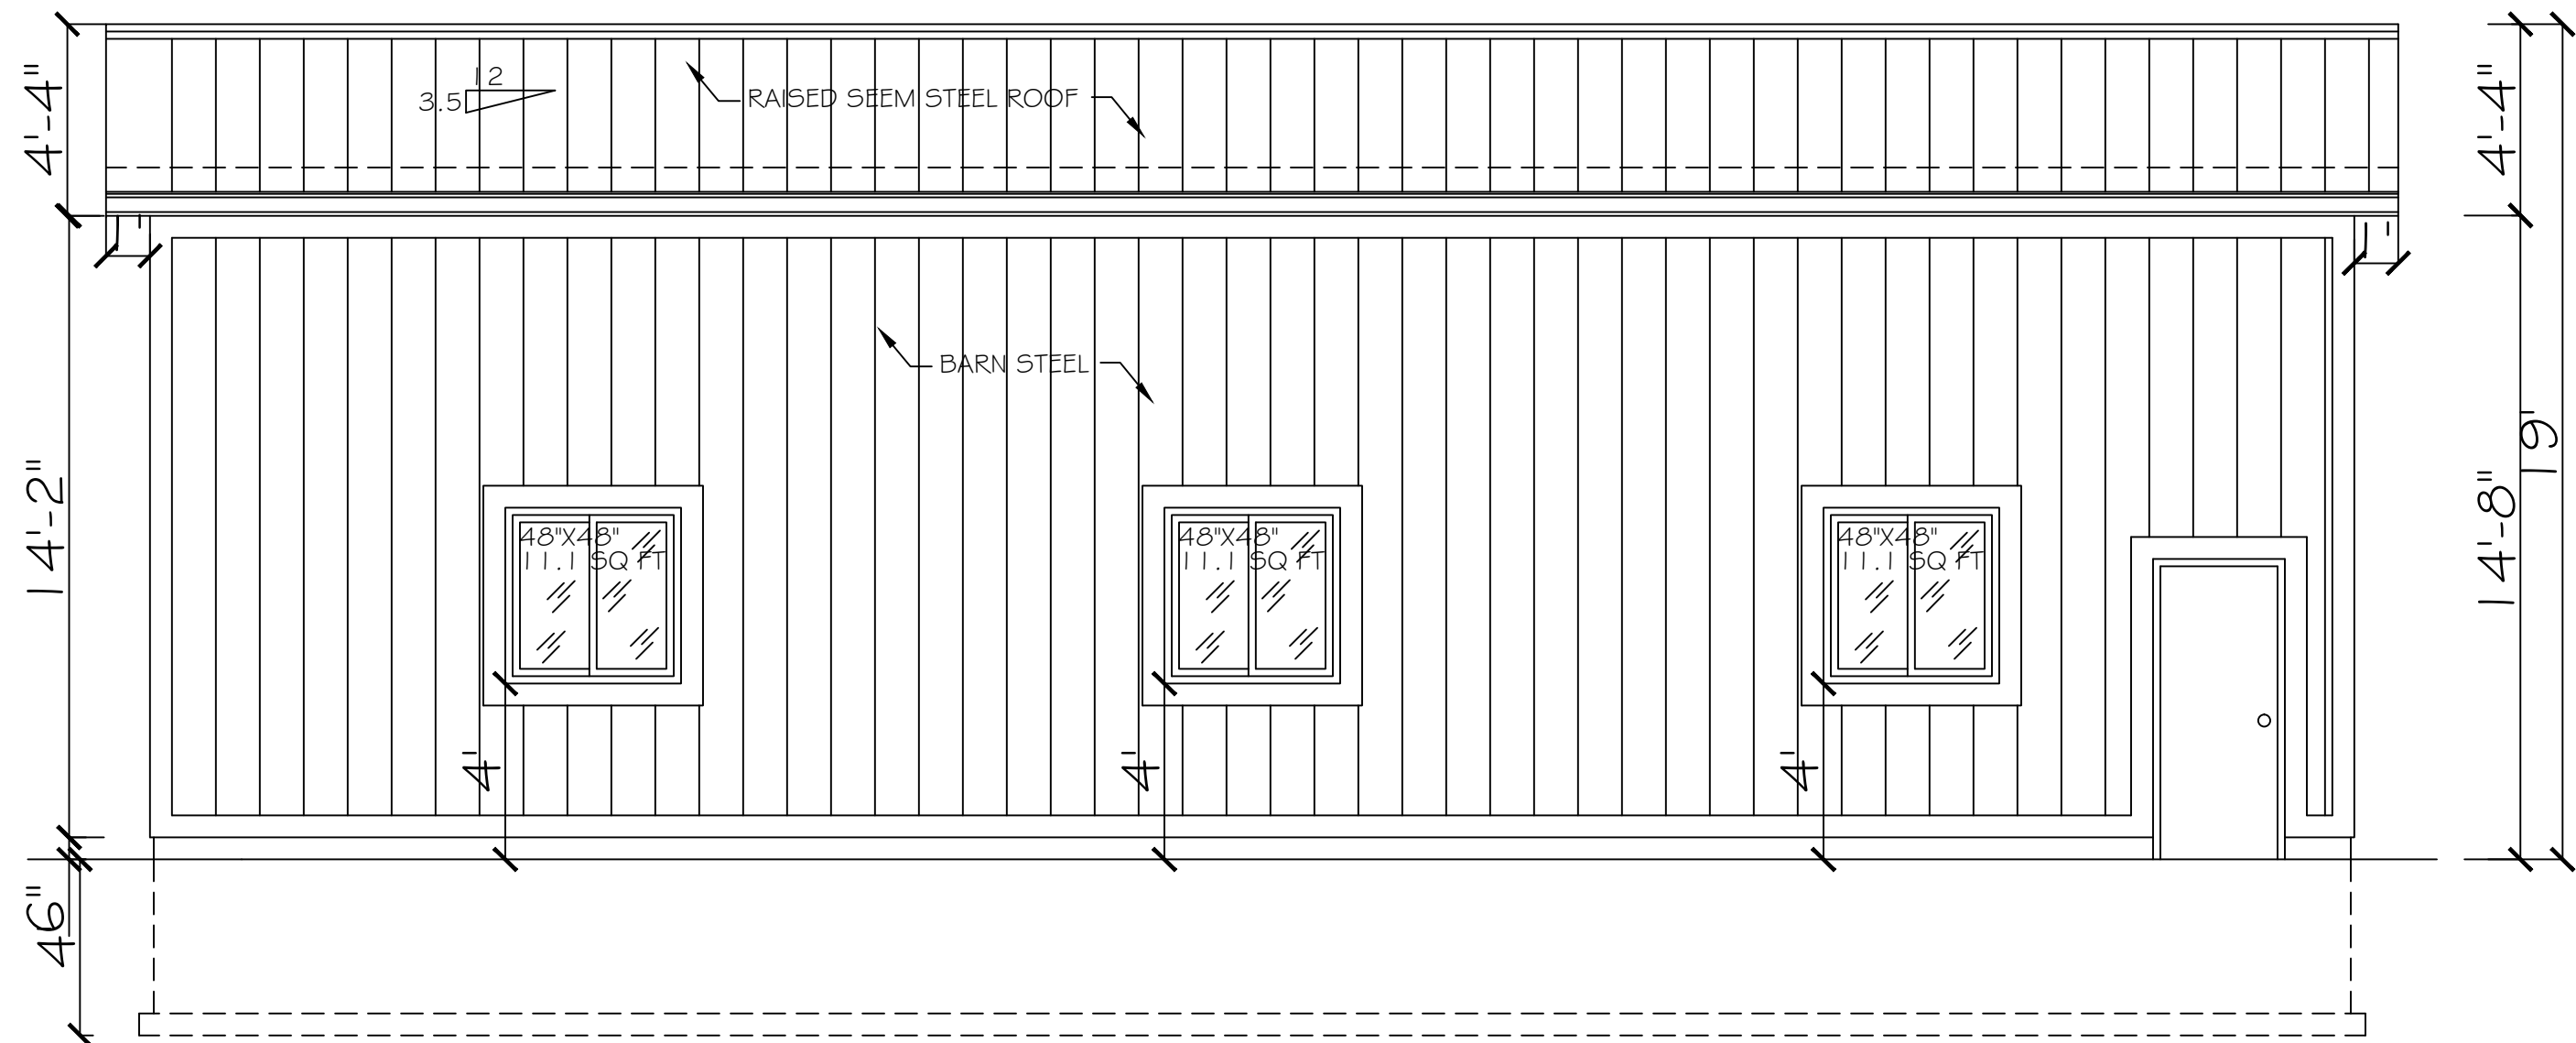 4'-4"
12
3.5
RAISED SEEM STEEL ROOF
4'-4"
1'
1'
BARN STEEL
14'-2"
19'
14'-8"
48"X48"
11.1 SQ FT
48"X48"
11.1 SQ FT
48"X48"
11.1 SQ FT
4'
4'
4'
6"
4'